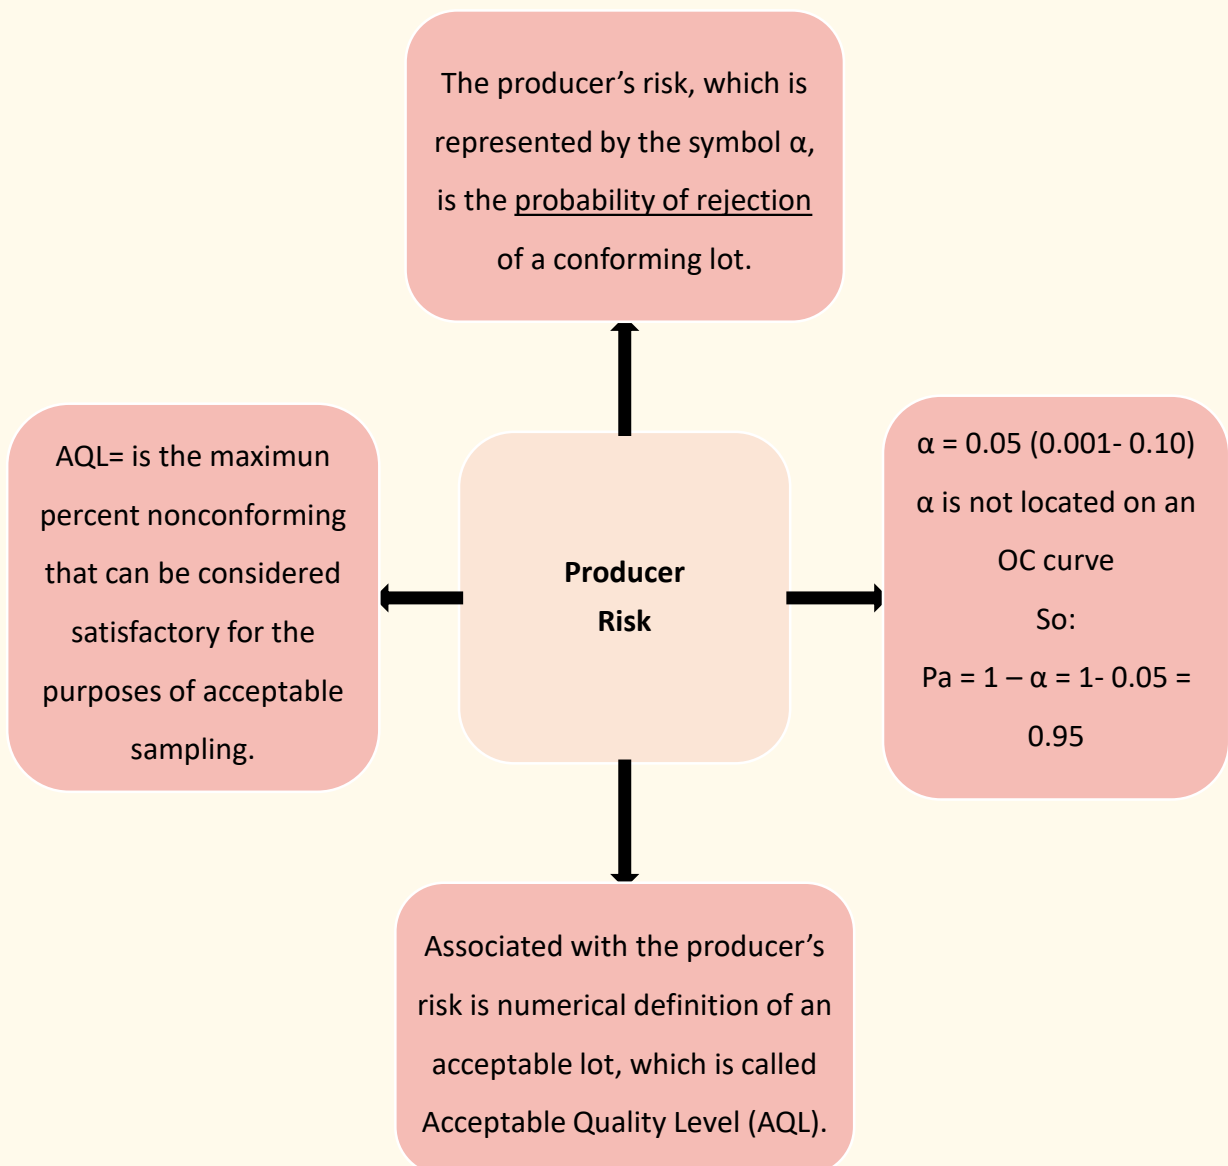 The producer’s risk, which is
represented by the symbol α,
is the probability of rejection
of a conforming lot.
AQL= is the maximun
percent nonconforming
that can be considered
satisfactory for the
purposes of acceptable
sampling.
Producer
Risk
α = 0.05 (0.001- 0.10)
α is not located on an
OC curve
So:
Pa = 1 – α = 1- 0.05 =
0.95
Associated with the producer’s
risk is numerical definition of an
acceptable lot, which is called
Acceptable Quality Level (AQL).